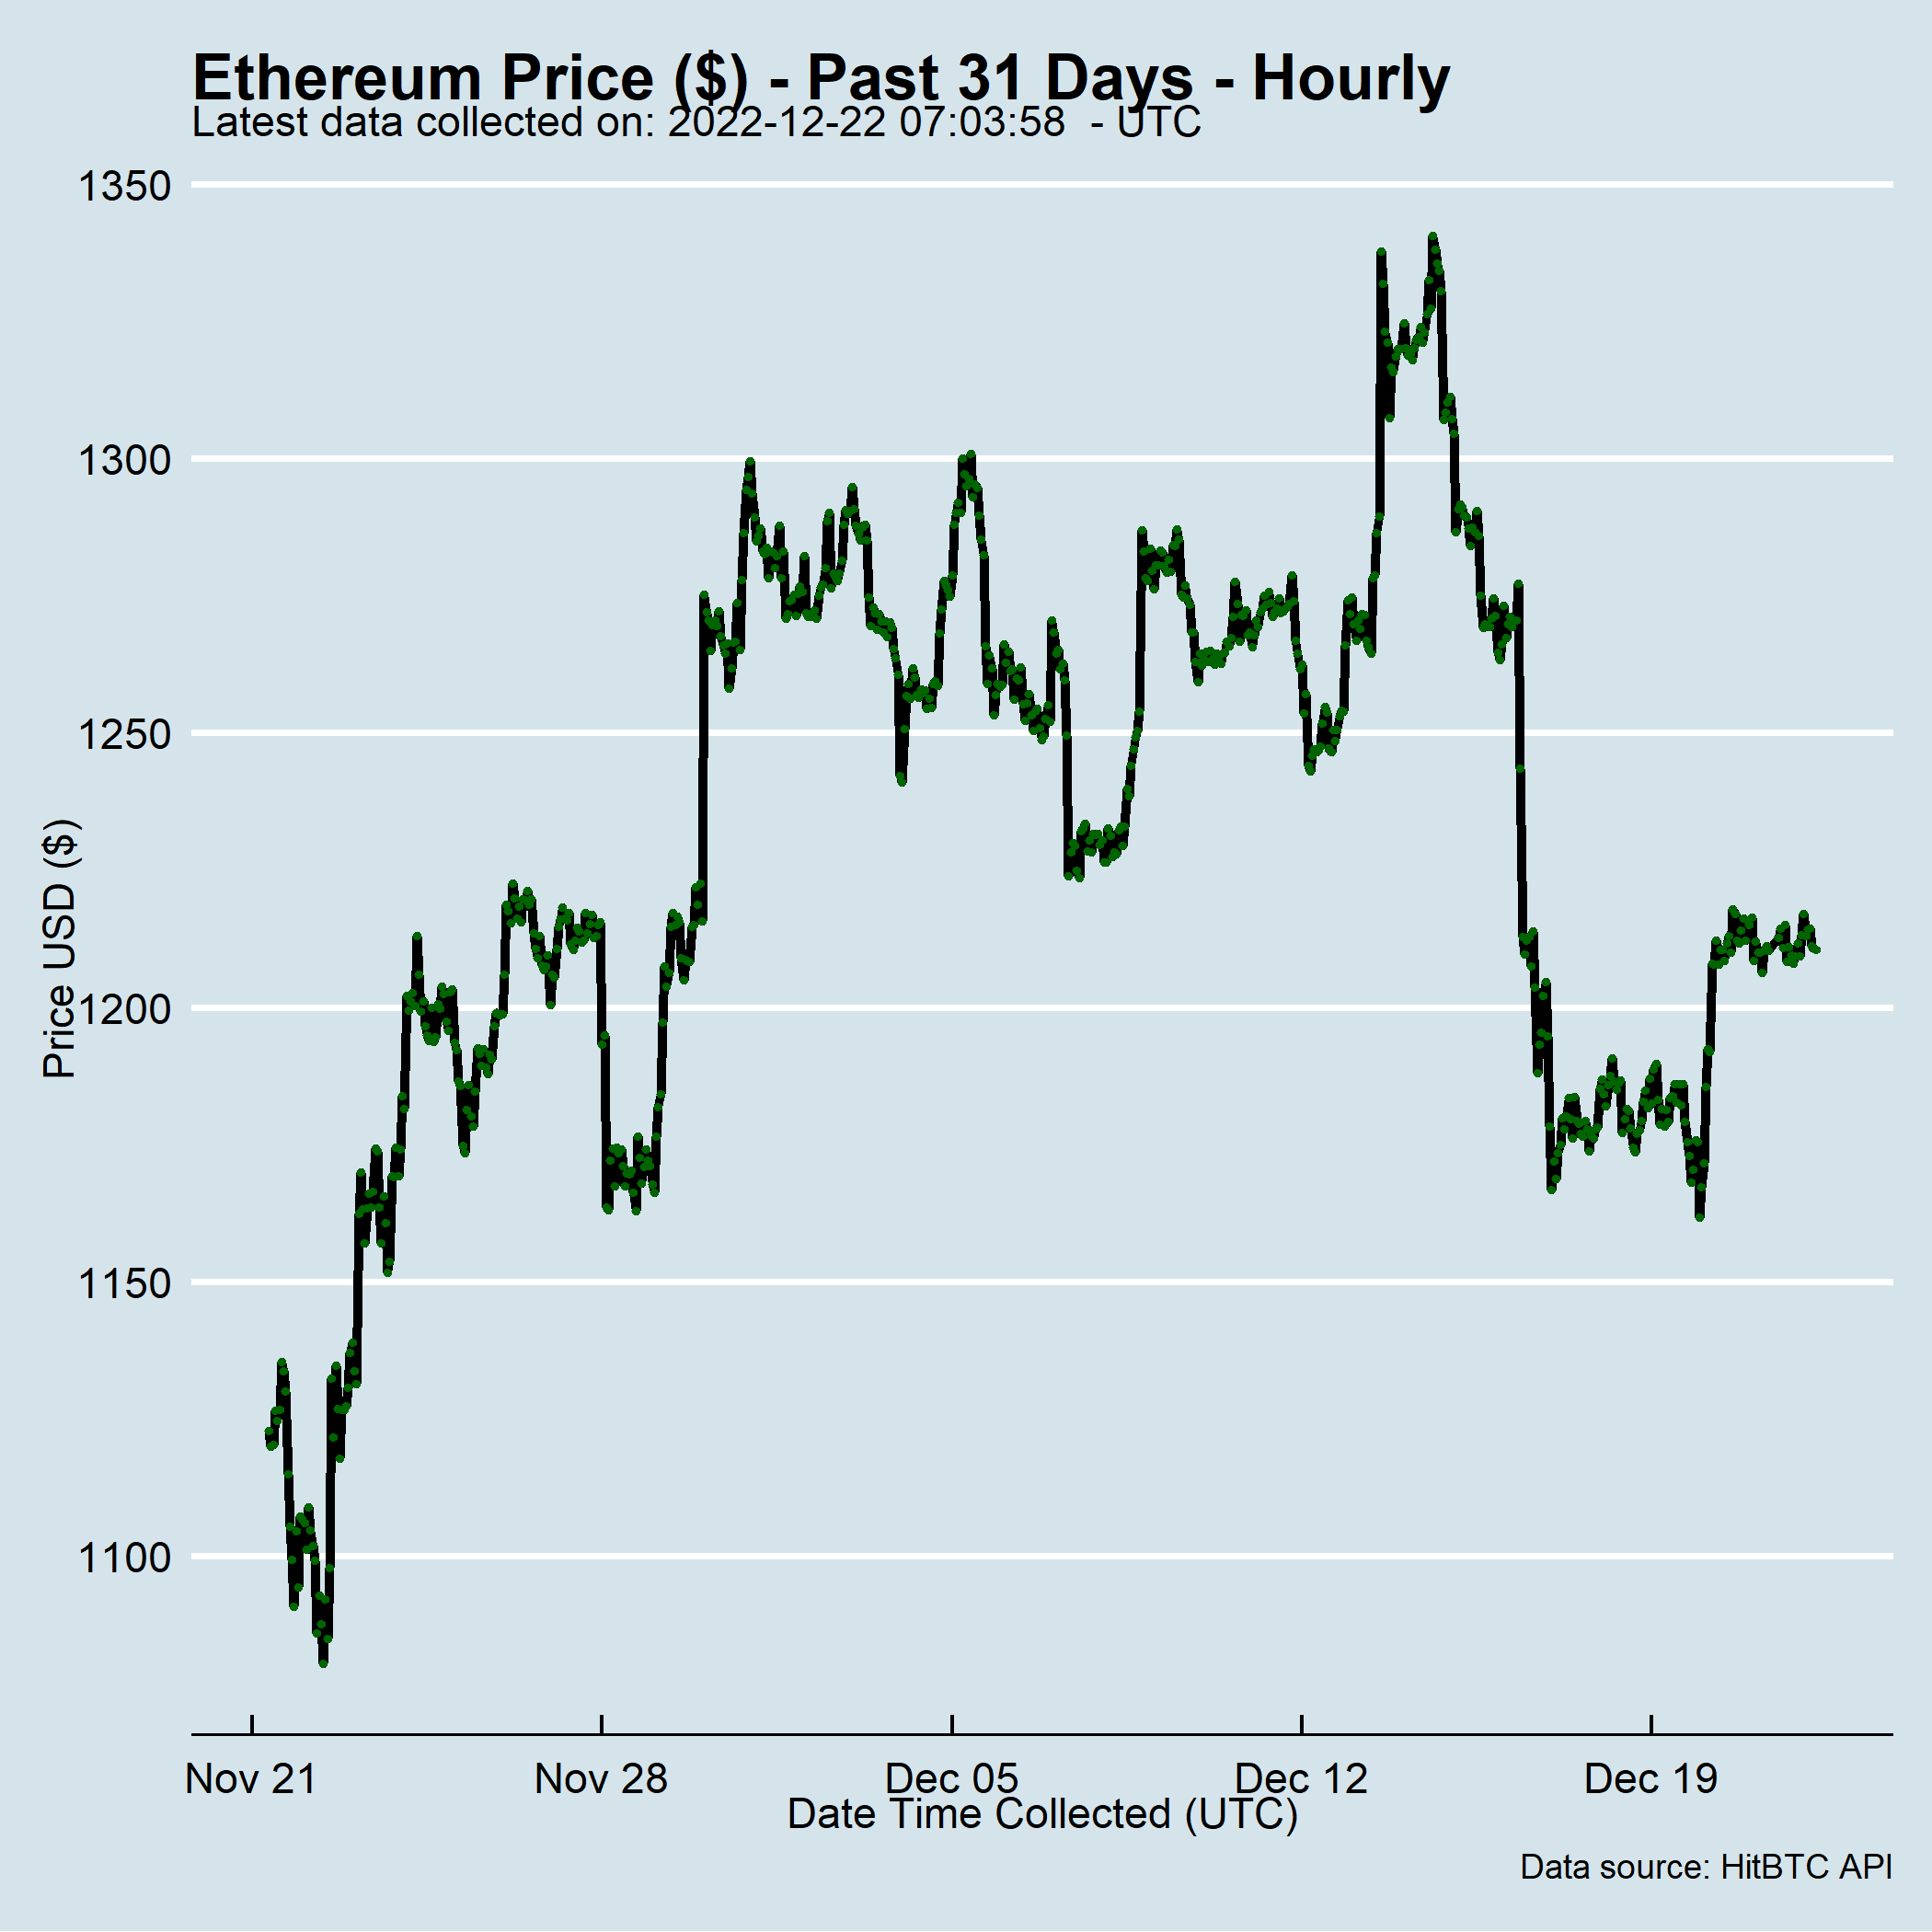 Ethereum Price ($) - Past 31 Days - Hourly
Latest data collected on: 2022-12-22 07:03:58  - UTC
1350
1300
1250
1200
1150
1100
Price USD ($)
Nov 21
Nov 28
Dec 05
Dec 12
Dec 19
Date Time Collected (UTC)
Data source: HitBTC API